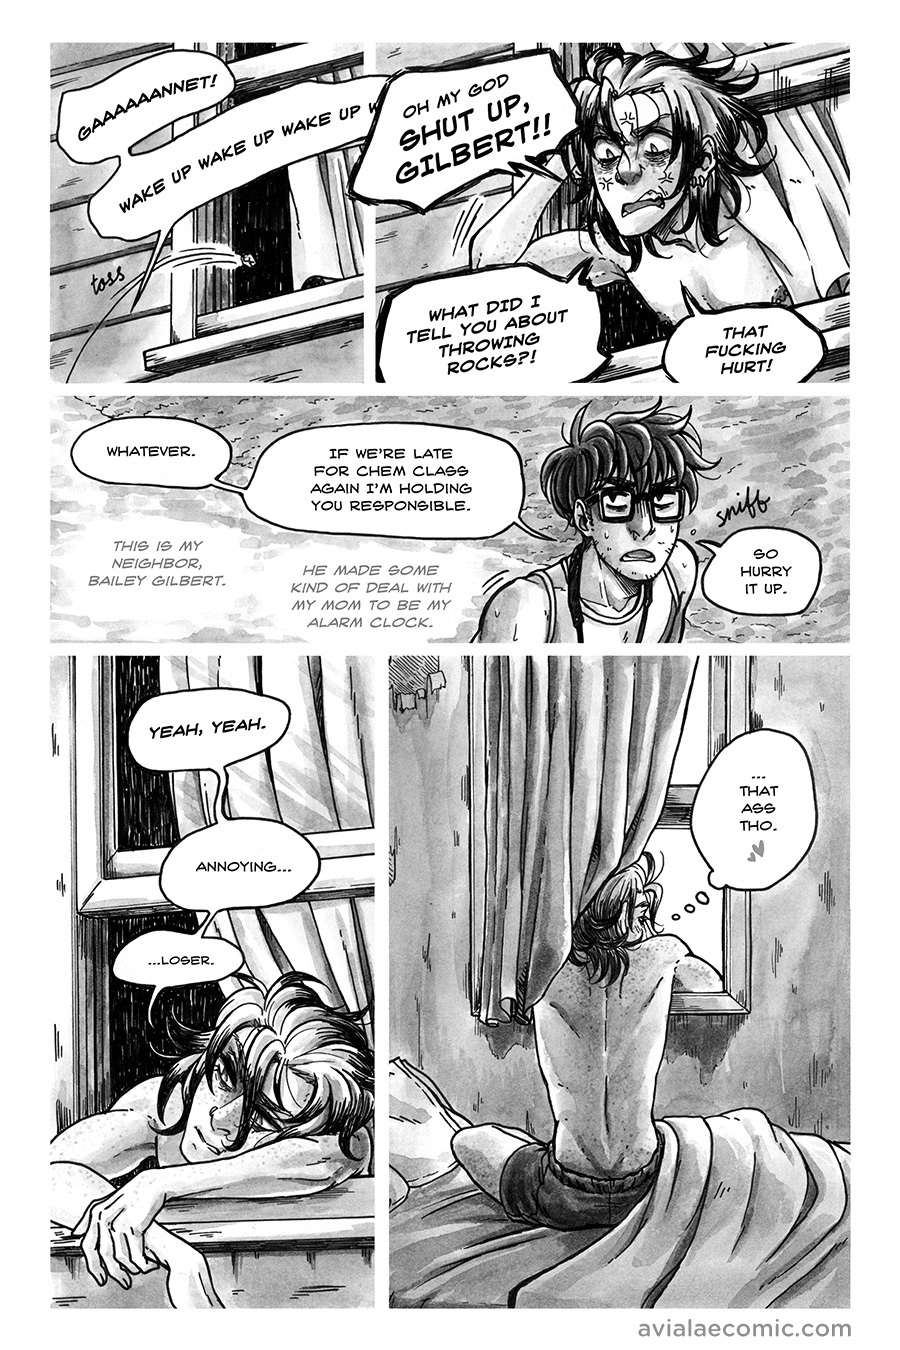 GAAAAAANNET!
WAKE UP WAKE UP WAKE UP W
toss
OH MY GOD
SHUT UP,
GILBERT!!
WHAT DID I
TELL YOU ABOUT
THROWING
ROCKS?!
THAT
FUCKING
HURT!
WHATEVER.
IF WE'RE LATE
FOR CHEM CLASS
AGAIN I'M HOLDING
YOU RESPONSIBLE.
THIS IS MY
NEIGHBOR,
BAILEY GILBERT.
HE MADE SOME
KIND OF DEAL WITH
MY MOM TO BE MY
ALARM CLOCK.
sniff
SO
HURRY
IT UP.
YEAH, YEAH.
ANNOYING...
...LOSER.
...
THAT
ASS
THO.
avialaecomic.com